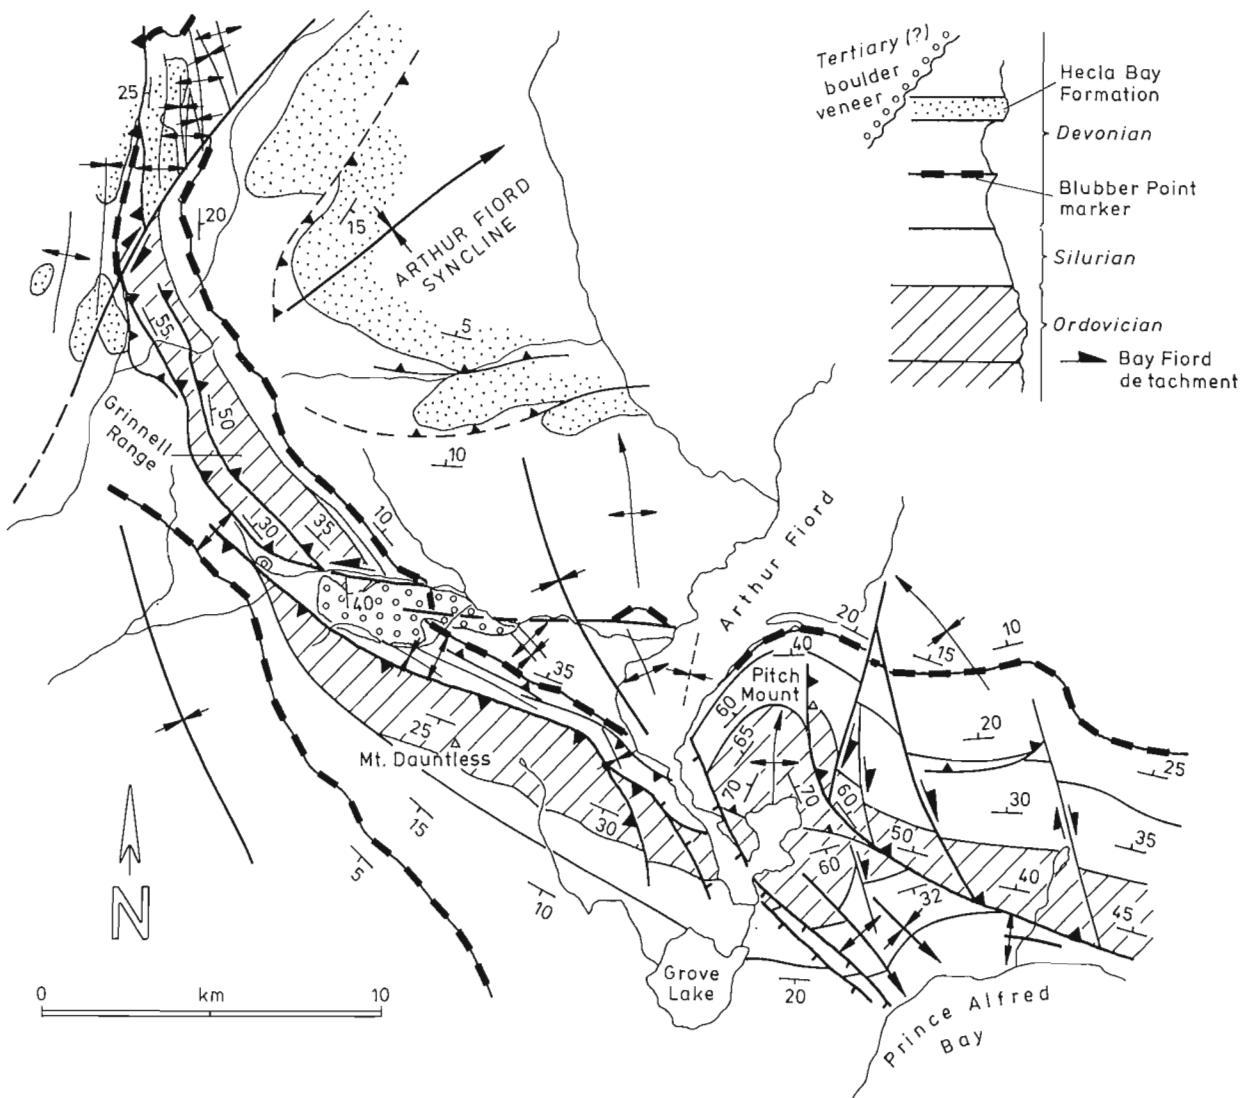 Tertiary (?)
boulder
veneer
Hecla Bay
Formation
Devonian
Blubber Point
marker
Silurian
Ordovician
Bay Fiord
detachment
25
20
15
ARTHUR FIORD
SYNCLINE
5
55
50
10
Grinnell
Range
30
35
10
40
35
Arthur Fiord
20
40
15
10
Pitch
Mount
60
65
70
70
60
50
60
32
20
25
30
35
40
45
25
Mt. Dauntless
30
15
5
10
N
0 km 10
Grove
Lake
20
Prince Alfred
Bay